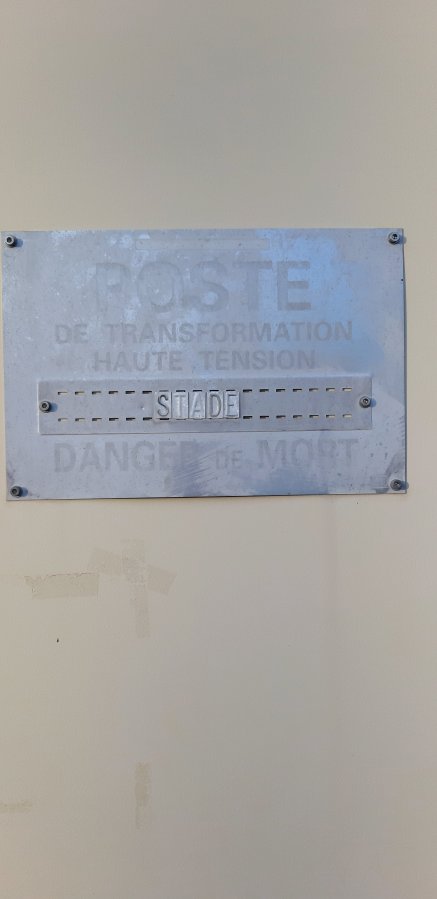 POSTE
DE TRANSFORMATION
HAUTE TENSION
STADE
DANGER DE MORT